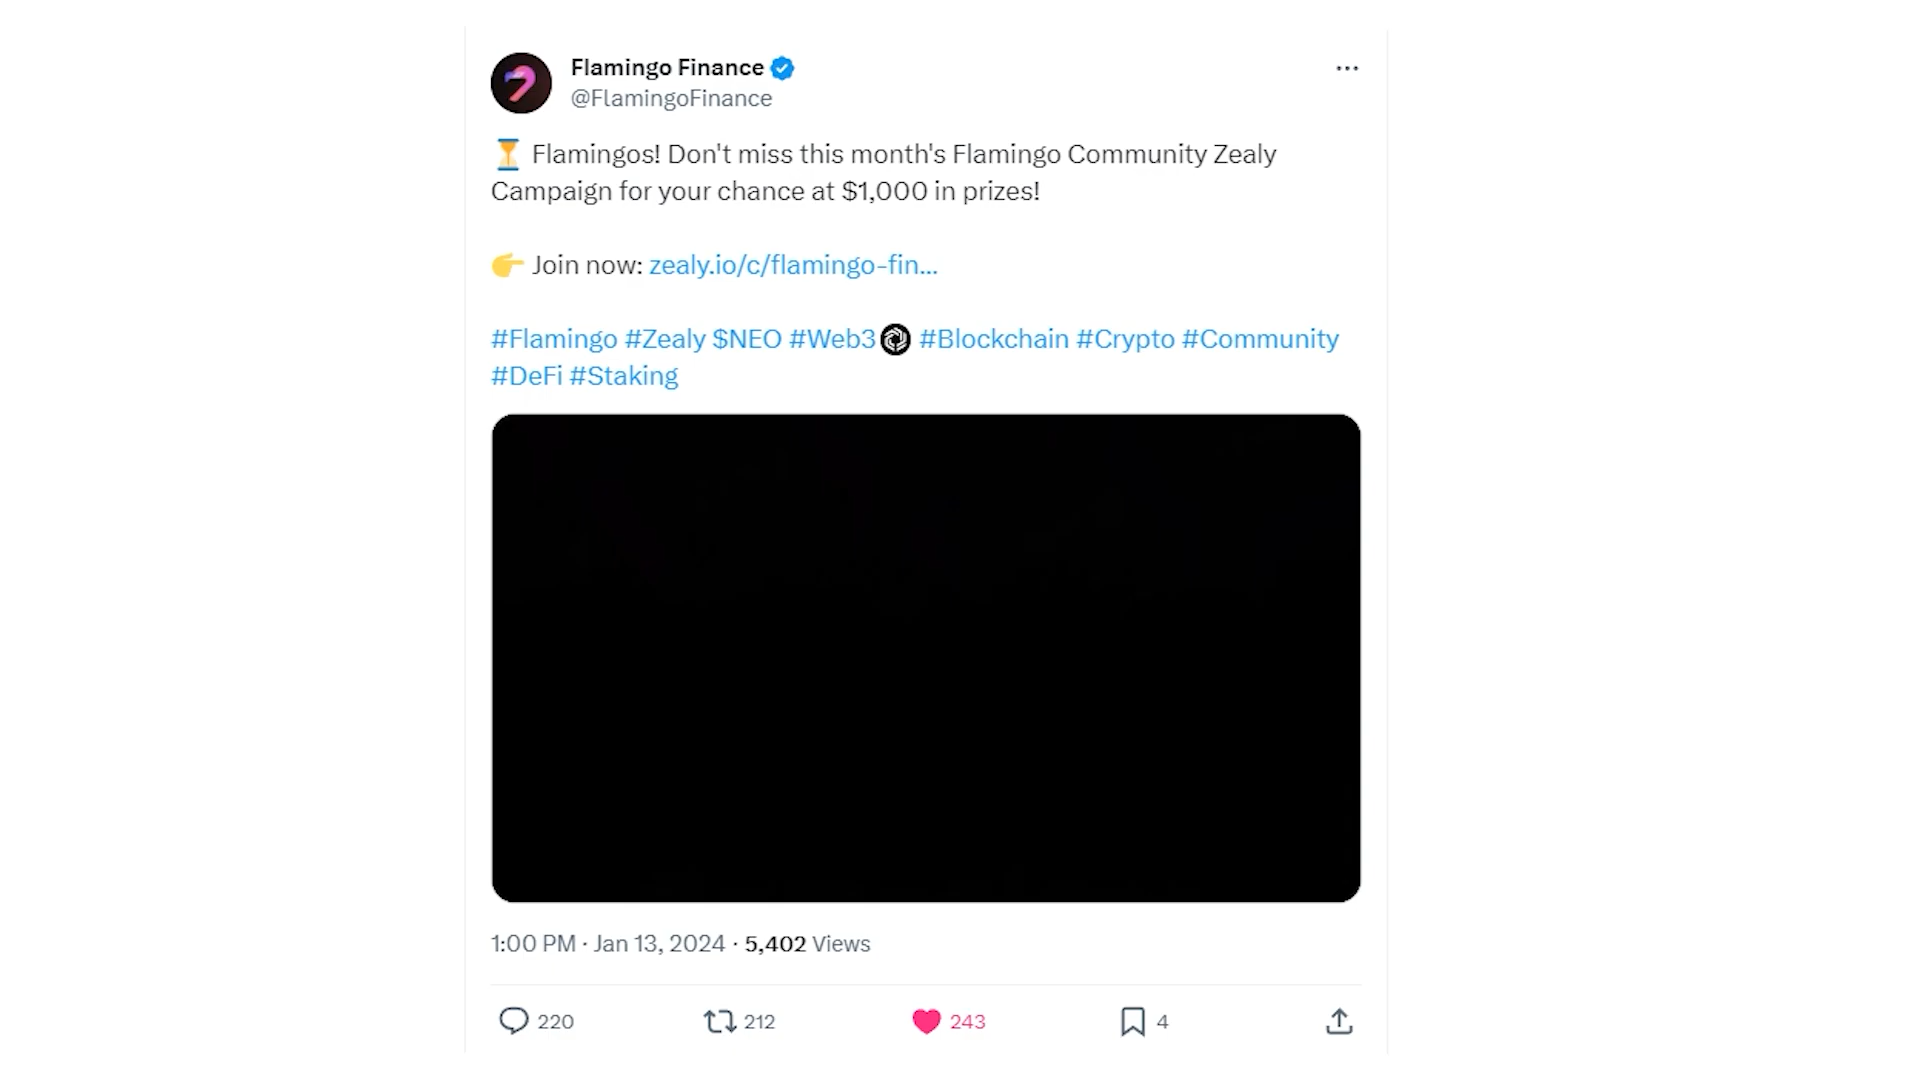 Flamingo Finance
@FlamingoFinance
⏳ Flamingos! Don't miss this month's Flamingo Community Zealy
Campaign for your chance at $1,000 in prizes!
👉 Join now: zealy.io/c/flamingo-fin...
#Flamingo #Zealy $NEO #Web3 #Blockchain #Crypto #Community
#DeFi #Staking
1:00 PM · Jan 13, 2024 · 5,402 Views
220 212 243 4